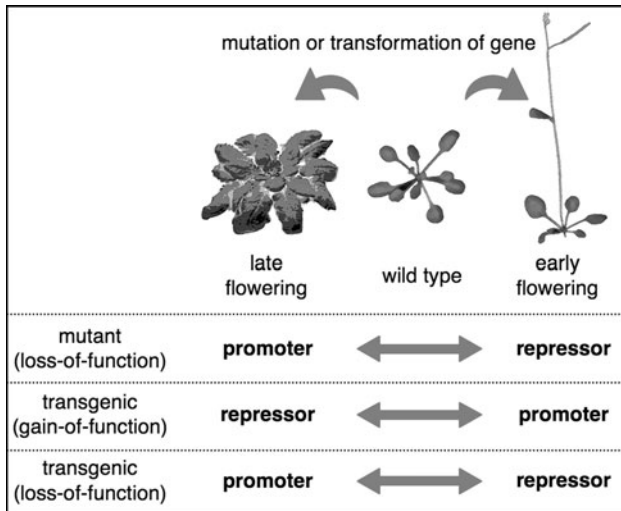 mutation or transformation of gene
late
flowering
wild type
early
flowering
mutant
(loss-of-function)
promoter
repressor
transgenic
(gain-of-function)
repressor
promoter
transgenic
(loss-of-function)
promoter
repressor